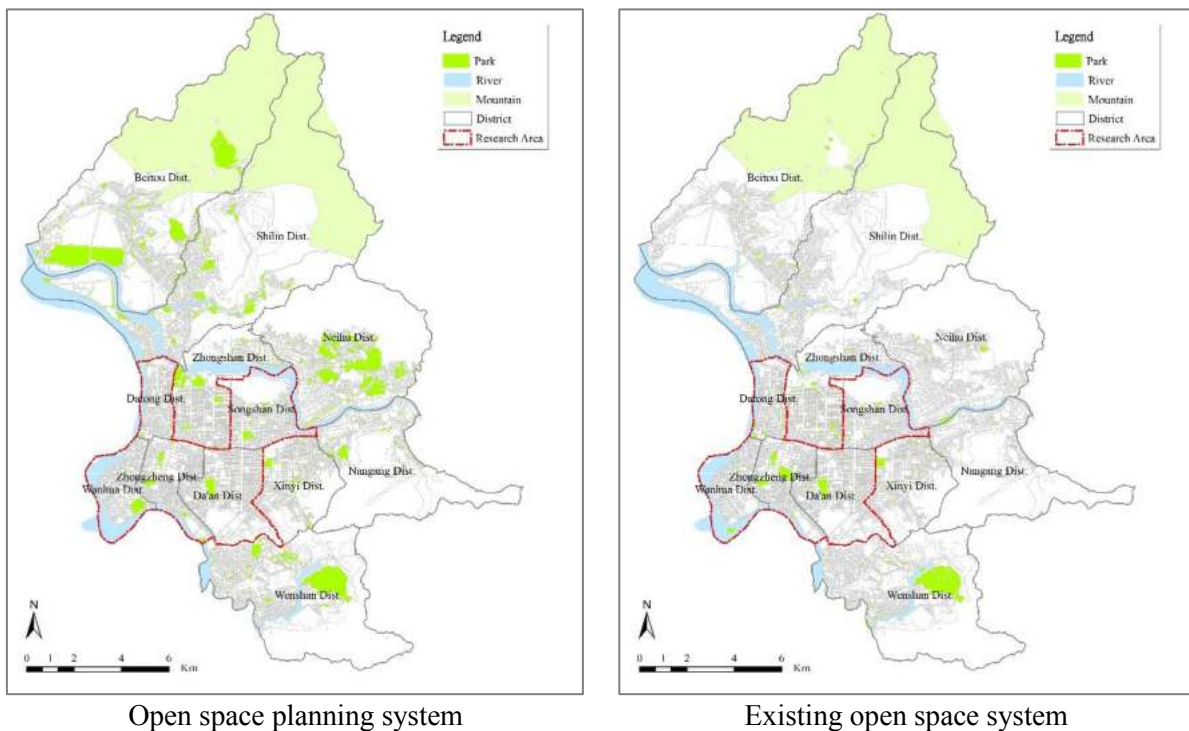 Legend
Park
River
Mountain
District
Research Area
Beitou Dist.
Shilin Dist.
Neihu Dist.
Zhongshan Dist.
Datong Dist.
Songshan Dist.
Zhongzheng Dist.
Wanhua Dist.
Da'an Dist
Xinyi Dist.
Nangang Dist.
Wenshan Dist.
N
0 1 2 4 6
Km
Open space planning system
Legend
Park
River
Mountain
District
Research Area
Beitou Dist.
Shilin Dist.
Neihu Dist.
Zhongshan Dist.
Datong Dist.
Songshan Dist.
Zhongzheng Dist.
Wanhua Dist.
Da'an Dist
Xinyi Dist.
Nangang Dist.
Wenshan Dist.
N
0 1 2 4 6
Km
Existing open space system